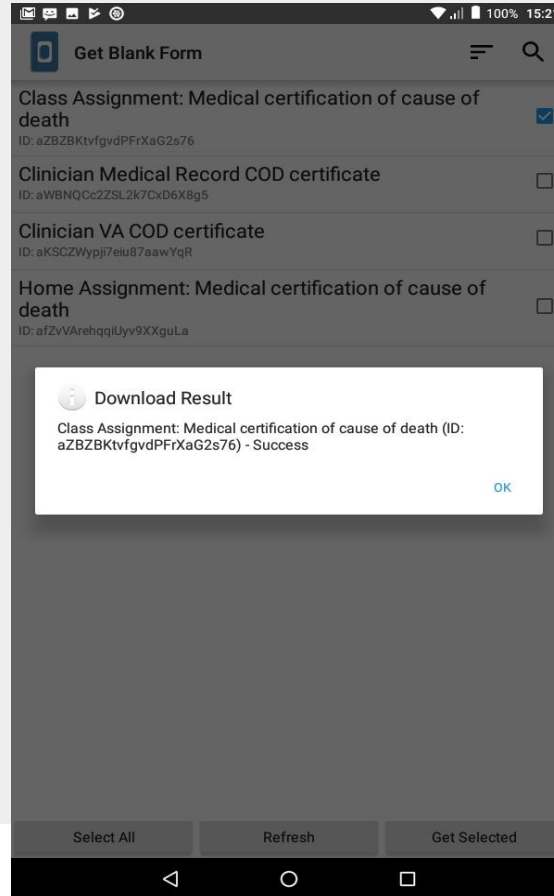 100% 15:2
Get Blank Form
Class Assignment: Medical certification of cause of
death
ID: aZBZBKtvfgvdPFrXaG2s76
Clinician Medical Record COD certificate
ID: aWBNQCc2ZSL2k7CxD6X8g5
Clinician VA COD certificate
ID: aKSCZWypji7eiu87aawYqR
Home Assignment: Medical certification of cause of
death
ID: afZvVArehqqiUyv9XXguLa
Download Result
Class Assignment: Medical certification of cause of death (ID:
aZBZBKtvfgvdPFrXaG2s76) - Success
OK
Select All
Refresh
Get Selected